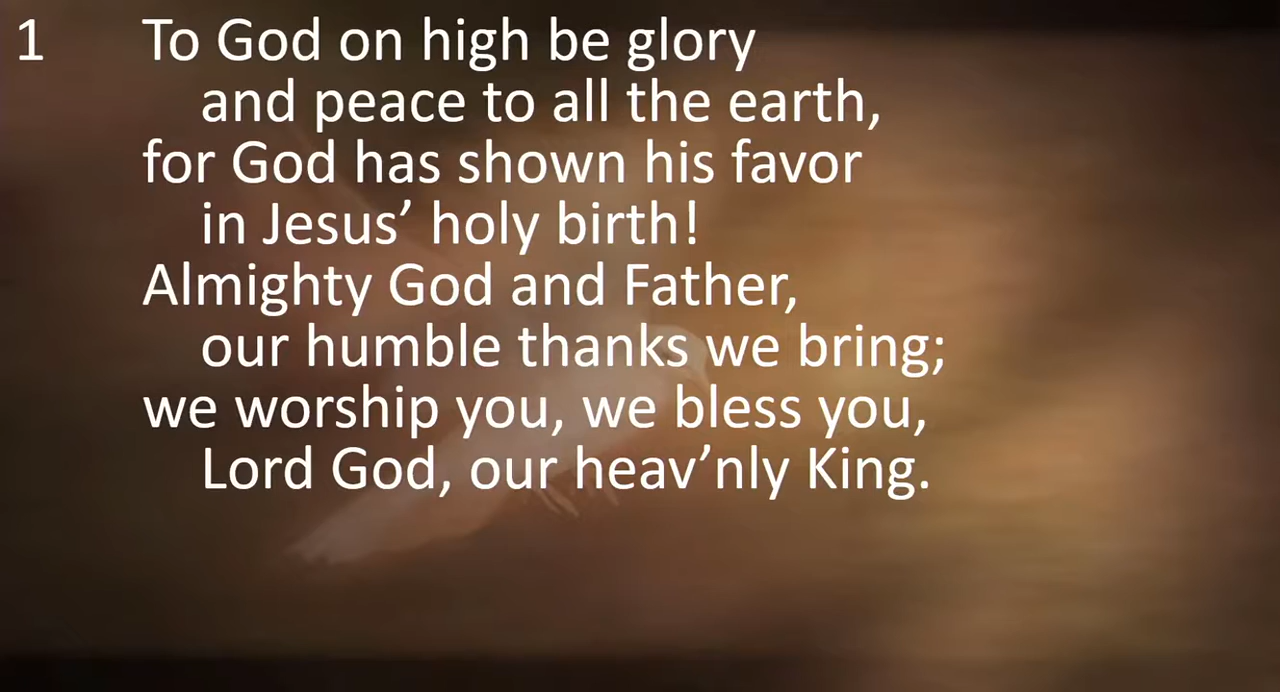 1 To God on high be glory
and peace to all the earth,
for God has shown his favor
in Jesus’ holy birth!
Almighty God and Father,
our humble thanks we bring;
we worship you, we bless you,
Lord God, our heav’nly King.